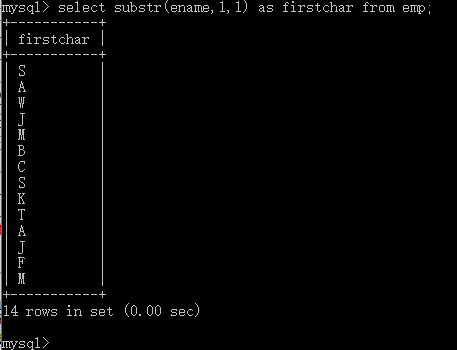 mysql> select substr(ename,1,1) as firstchar from emp;
+-----------+
| firstchar |
+-----------+
| S         |
| A         |
| W         |
| J         |
| M         |
| B         |
| C         |
| S         |
| K         |
| T         |
| A         |
| J         |
| F         |
| M         |
+-----------+
14 rows in set (0.00 sec)
mysql>